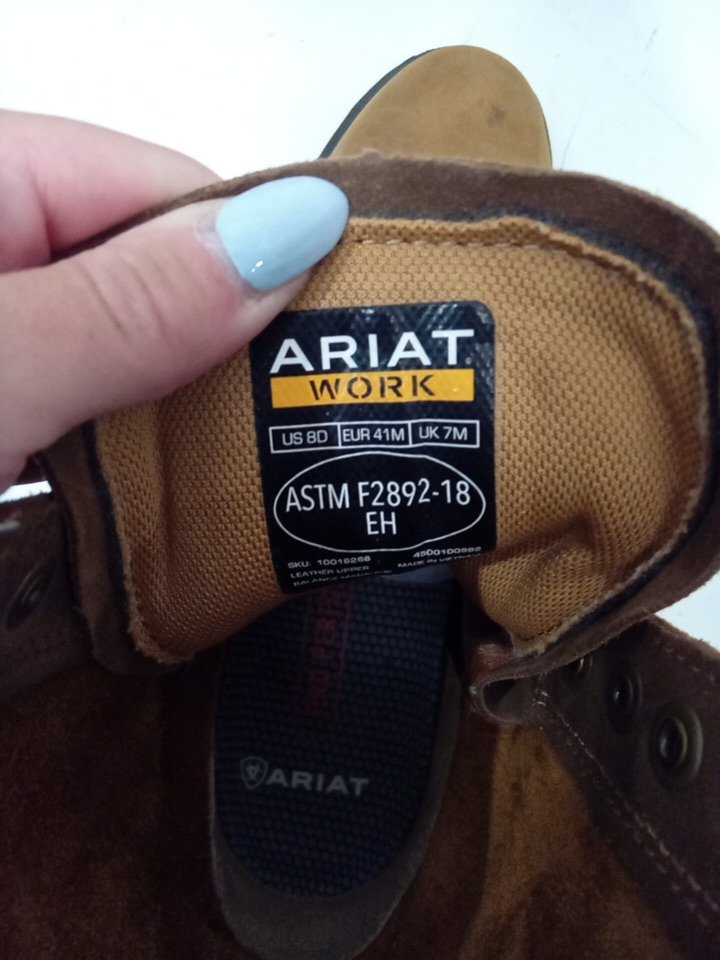 ARIAT
WORK
US 8D EUR 41M UK 7M
ASTM F2892-18
EH
SKU: 10016266 4500100992
LEATHER UPPER MADE IN VIETNAM
BALANCE
ARIAT